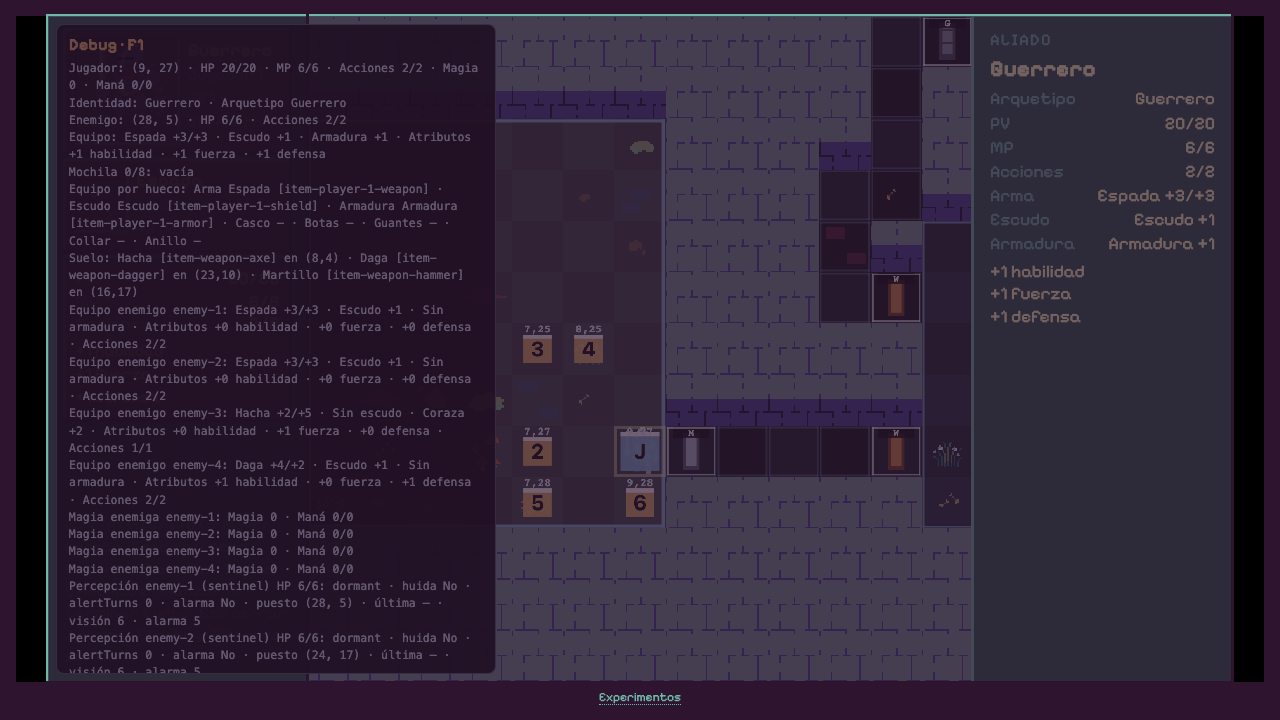 Debug · F1
Jugador: (9, 27) · HP 20/20 · MP 6/6 · Acciones 2/2 · Magia
0 · Maná 0/0
Identidad: Guerrero · Arquetipo Guerrero
Enemigo: (28, 5) · HP 6/6 · Acciones 2/2
Equipo: Espada +3/+3 · Escudo +1 · Armadura +1 · Atributos
+1 habilidad · +1 fuerza · +1 defensa
Mochila 0/8: vacía
Equipo por hueco: Arma Espada [item-player-1-weapon] ·
Escudo Escudo [item-player-1-shield] · Armadura Armadura
[item-player-1-armor] · Casco — · Botas — · Guantes — ·
Collar — · Anillo —
Suelo: Hacha [item-weapon-axe] en (8,4) · Daga [item-
weapon-dagger] en (23,10) · Martillo [item-weapon-hammer]
en (16,17)
Equipo enemigo enemy-1: Espada +3/+3 · Escudo +1 · Sin
armadura · Atributos +0 habilidad · +0 fuerza · +0 defensa
· Acciones 2/2
Equipo enemigo enemy-2: Espada +3/+3 · Escudo +1 · Sin
armadura · Atributos +0 habilidad · +0 fuerza · +0 defensa
· Acciones 2/2
Equipo enemigo enemy-3: Hacha +2/+5 · Sin escudo · Coraza
+2 · Atributos +0 habilidad · +1 fuerza · +0 defensa ·
Acciones 1/1
Equipo enemigo enemy-4: Daga +4/+2 · Escudo +1 · Sin
armadura · Atributos +1 habilidad · +0 fuerza · +0 defensa
· Acciones 2/2
Magia enemiga enemy-1: Magia 0 · Maná 0/0
Magia enemiga enemy-2: Magia 0 · Maná 0/0
Magia enemiga enemy-3: Magia 0 · Maná 0/0
Magia enemiga enemy-4: Magia 0 · Maná 0/0
Percepción enemy-1 (sentinel) HP 6/6: dormant · huida No ·
alertTurns 0 · alarma No · puesto (28, 5) · última — ·
visión 6 · alarma 5
Percepción enemy-2 (sentinel) HP 6/6: dormant · huida No ·
alertTurns 0 · alarma No · puesto (24, 17) · última — ·
visión 6 · alarma 5
G
W
7,25 8,25
3 4
7,27
2 J
M W
7,28 9,28
5 6
ALIADO
Guerrero
Arquetipo Guerrero
PV 20/20
MP 6/6
Acciones 2/2
Arma Espada +3/+3
Escudo Escudo +1
Armadura Armadura +1
+1 habilidad
+1 fuerza
+1 defensa
Experimentos